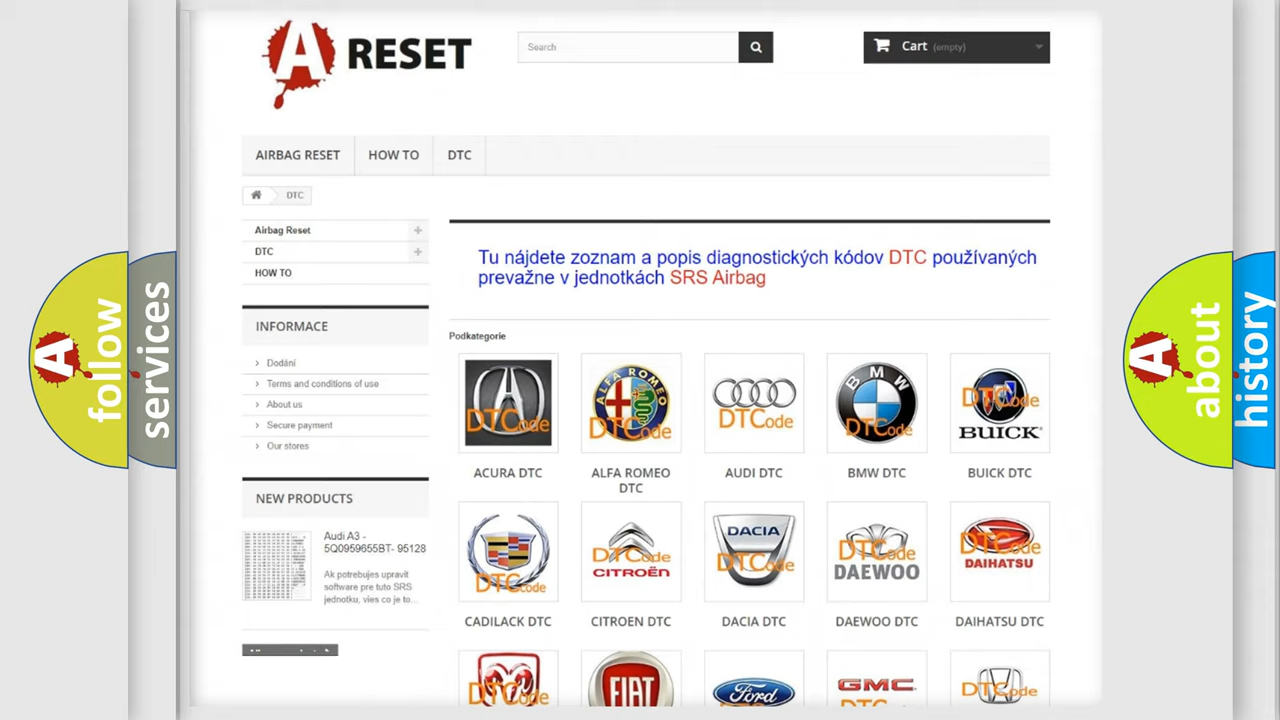 A RESET
Search
Cart (empty)
AIRBAG RESET
HOW TO
DTC
DTC
Airbag Reset
DTC
HOW TO
Tu nájdete zoznam a popis diagnostických kódov DTC používaných
prevažne v jednotkách SRS Airbag
INFORMACE
Dodání
Terms and conditions of use
About us
Secure payment
Our stores
NEW PRODUCTS
Audi A3 -
5Q0959655BT- 95128
Ak potrebujes upravit
software pre tuto SRS
jednotku, vies co je to...
Podkategorie
DTCode
ALFA ROMEO
DTCode
DTCode
BMW
DTCode
DTCode
BUICK
ACURA DTC
ALFA ROMEO
DTC
AUDI DTC
BMW DTC
BUICK DTC
DTCode
DTCode
CITROËN
DACIA
DTCode
DTCode
DAEWOO
DTCode
DAIHATSU
CADILACK DTC
CITROEN DTC
DACIA DTC
DAEWOO DTC
DAIHATSU DTC
DTCode
FIAT
Ford
GMC
DTCode
A follow
services
A about
history